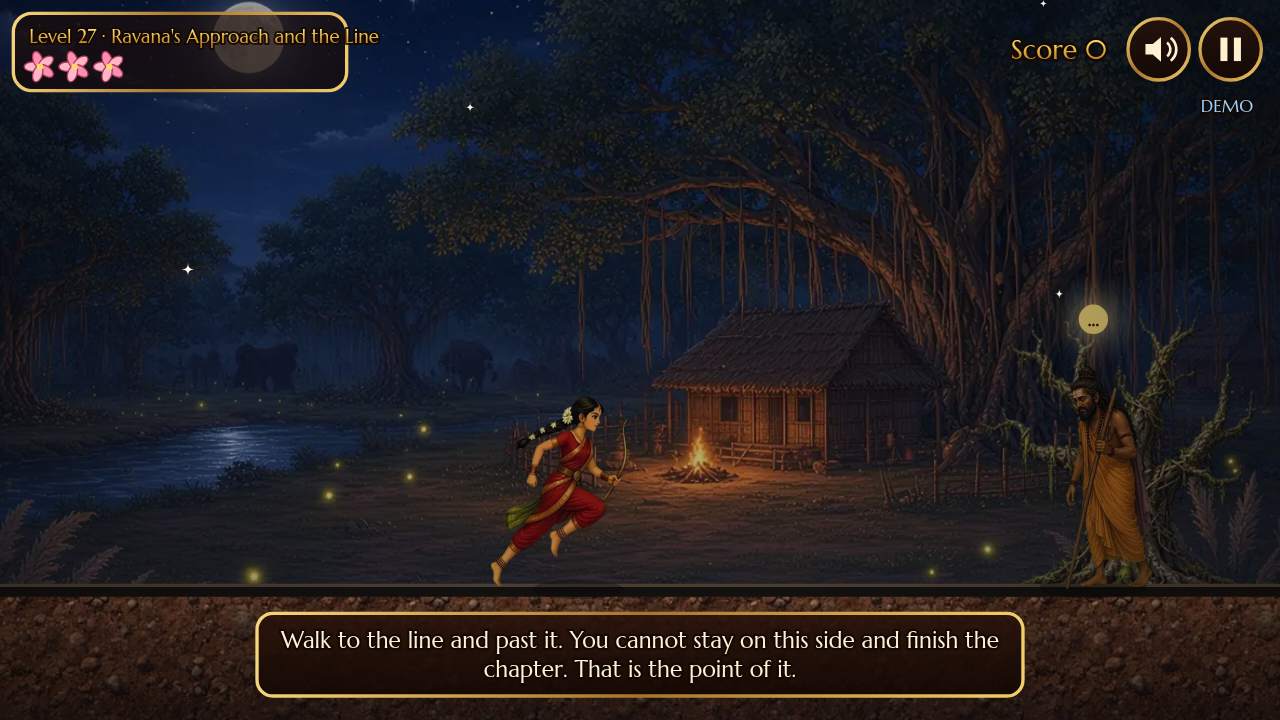 Level 27 · Ravana's Approach and the Line
Score 0
DEMO
...
Walk to the line and past it. You cannot stay on this side and finish the
chapter. That is the point of it.